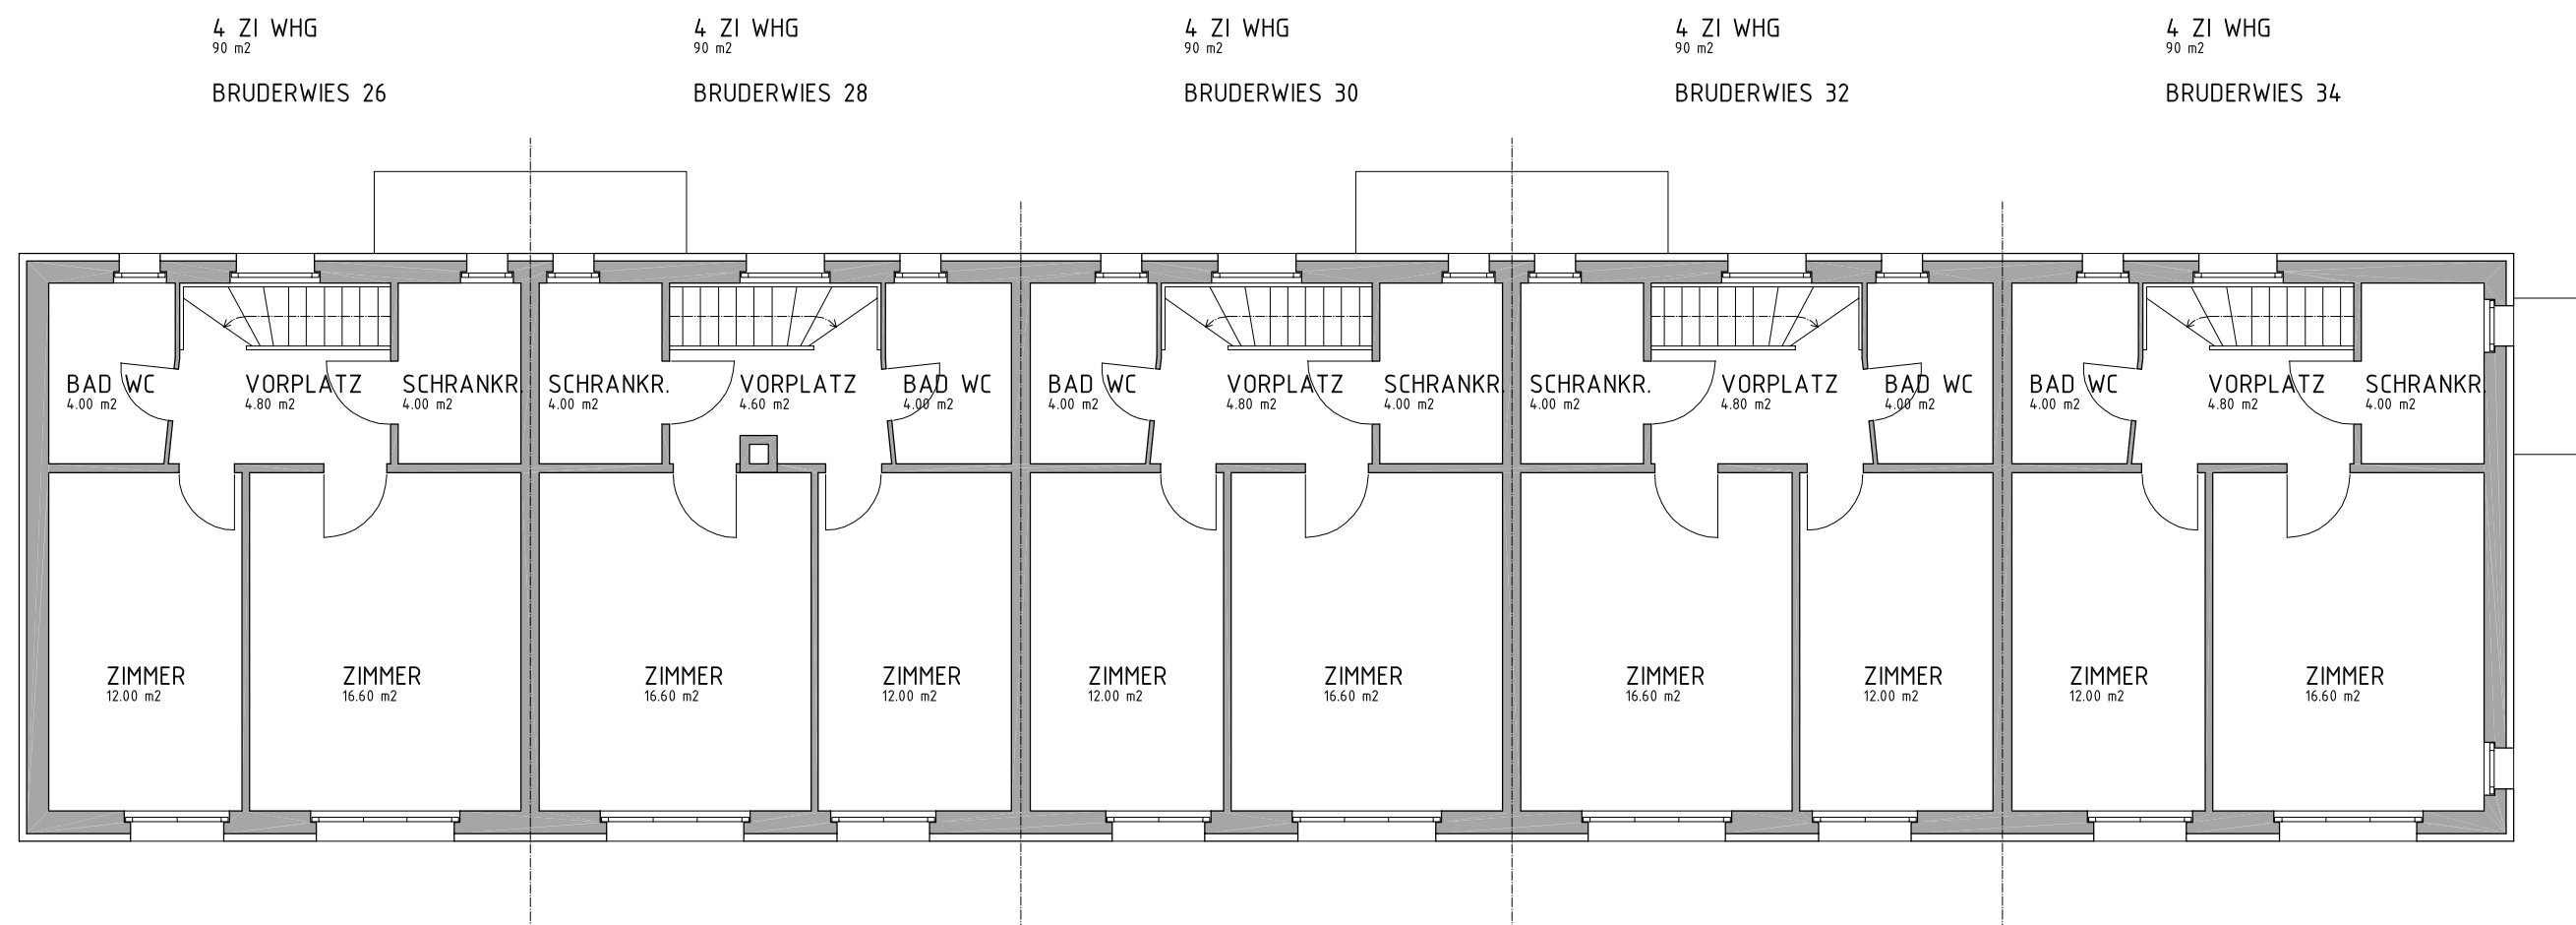 4 ZI WHG
90 m2
BRUDERWIES 26
4 ZI WHG
90 m2
BRUDERWIES 28
4 ZI WHG
90 m2
BRUDERWIES 30
4 ZI WHG
90 m2
BRUDERWIES 32
4 ZI WHG
90 m2
BRUDERWIES 34
BAD WC
4.00 m2
VORPLATZ
4.80 m2
SCHRANKR.
4.00 m2
SCHRANKR.
4.00 m2
VORPLATZ
4.60 m2
BAD WC
4.00 m2
BAD WC
4.00 m2
VORPLATZ
4.80 m2
SCHRANKR.
4.00 m2
SCHRANKR.
4.00 m2
VORPLATZ
4.80 m2
BAD WC
4.00 m2
BAD WC
4.00 m2
VORPLATZ
4.80 m2
SCHRANKR.
4.00 m2
ZIMMER
12.00 m2
ZIMMER
16.60 m2
ZIMMER
16.60 m2
ZIMMER
12.00 m2
ZIMMER
12.00 m2
ZIMMER
16.60 m2
ZIMMER
16.60 m2
ZIMMER
12.00 m2
ZIMMER
12.00 m2
ZIMMER
16.60 m2